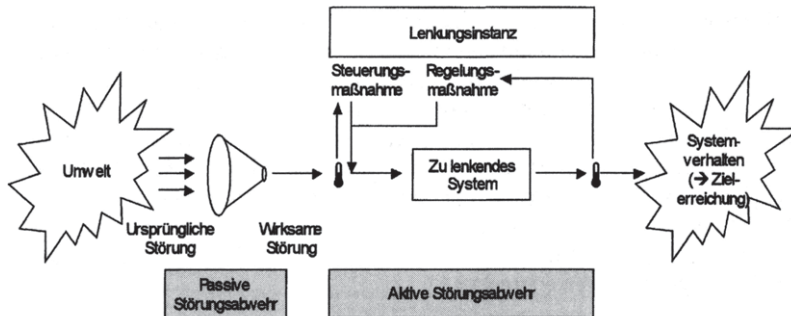 Lenkungsinstanz
Steuerungs-
maßnahme
Regelungs-
maßnahme
Umwelt
Zu lenkendes
System
System-
verhalten
(→ Ziel-
erreichung)
Ursprüngliche
Störung
Wirksame
Störung
Passive
Störungsabwehr
Aktive Störungsabwehr